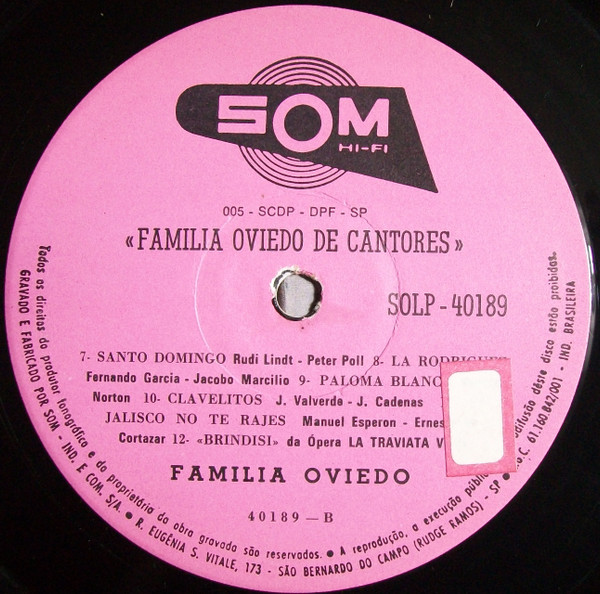 SOM
HI-FI
005 - SCDP - DPF - SP
«FAMILIA OVIEDO DE CANTORES»
SOLP - 40189
7- SANTO DOMINGO Rudi Lindt - Peter Poll 8- LA
Fernando Garcia - Jacobo Marcilio 9- PALOMA
Norton 10- CLAVELITOS J. Valverde - J. Cadenas
JALISCO NO TE RAJES Manuel Esperon -
Cortazar 12- «BRINDISI» da Ópera LA TRAVIATA
FAMILIA OVIEDO
40189 — B
Todos os direitos do produtor fonográfico e do proprietário da obra gravada são reservados. ● A reprodução, a execução dêste disco estão proibidas.
GRAVADO E FABRICADO POR SOM - IND. E COM. S/A. ● R. EUGÊNIA S. VITALE, 173 - SÃO BERNARDO DO CAMPO (RUDGE RAMOS) - SP ● 61.160.842/001 - IND. BRASILEIRA